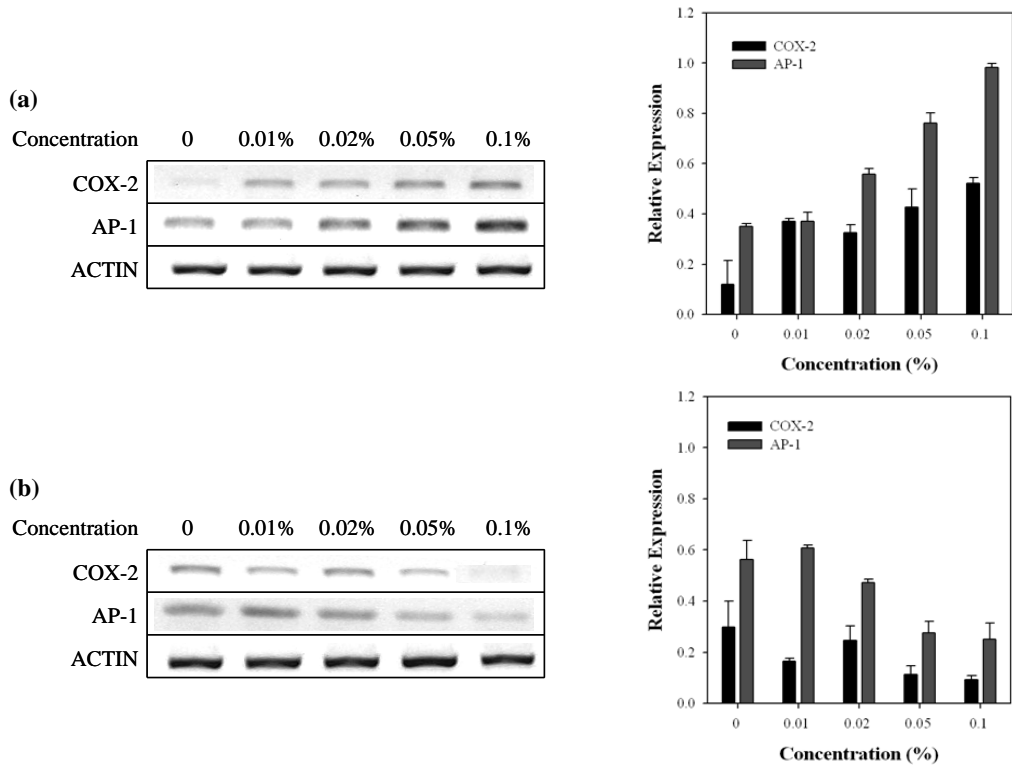 (a)
Concentration 0 0.01% 0.02% 0.05% 0.1%
COX-2
AP-1
ACTIN
1.2
1.0
0.8
0.6
0.4
0.2
0.0
Relative Expression
COX-2
AP-1
0 0.01 0.02 0.05 0.1
Concentration (%)
(b)
Concentration 0 0.01% 0.02% 0.05% 0.1%
COX-2
AP-1
ACTIN
1.2
1.0
0.8
0.6
0.4
0.2
0.0
Relative Expression
COX-2
AP-1
0 0.01 0.02 0.05 0.1
Concentration (%)